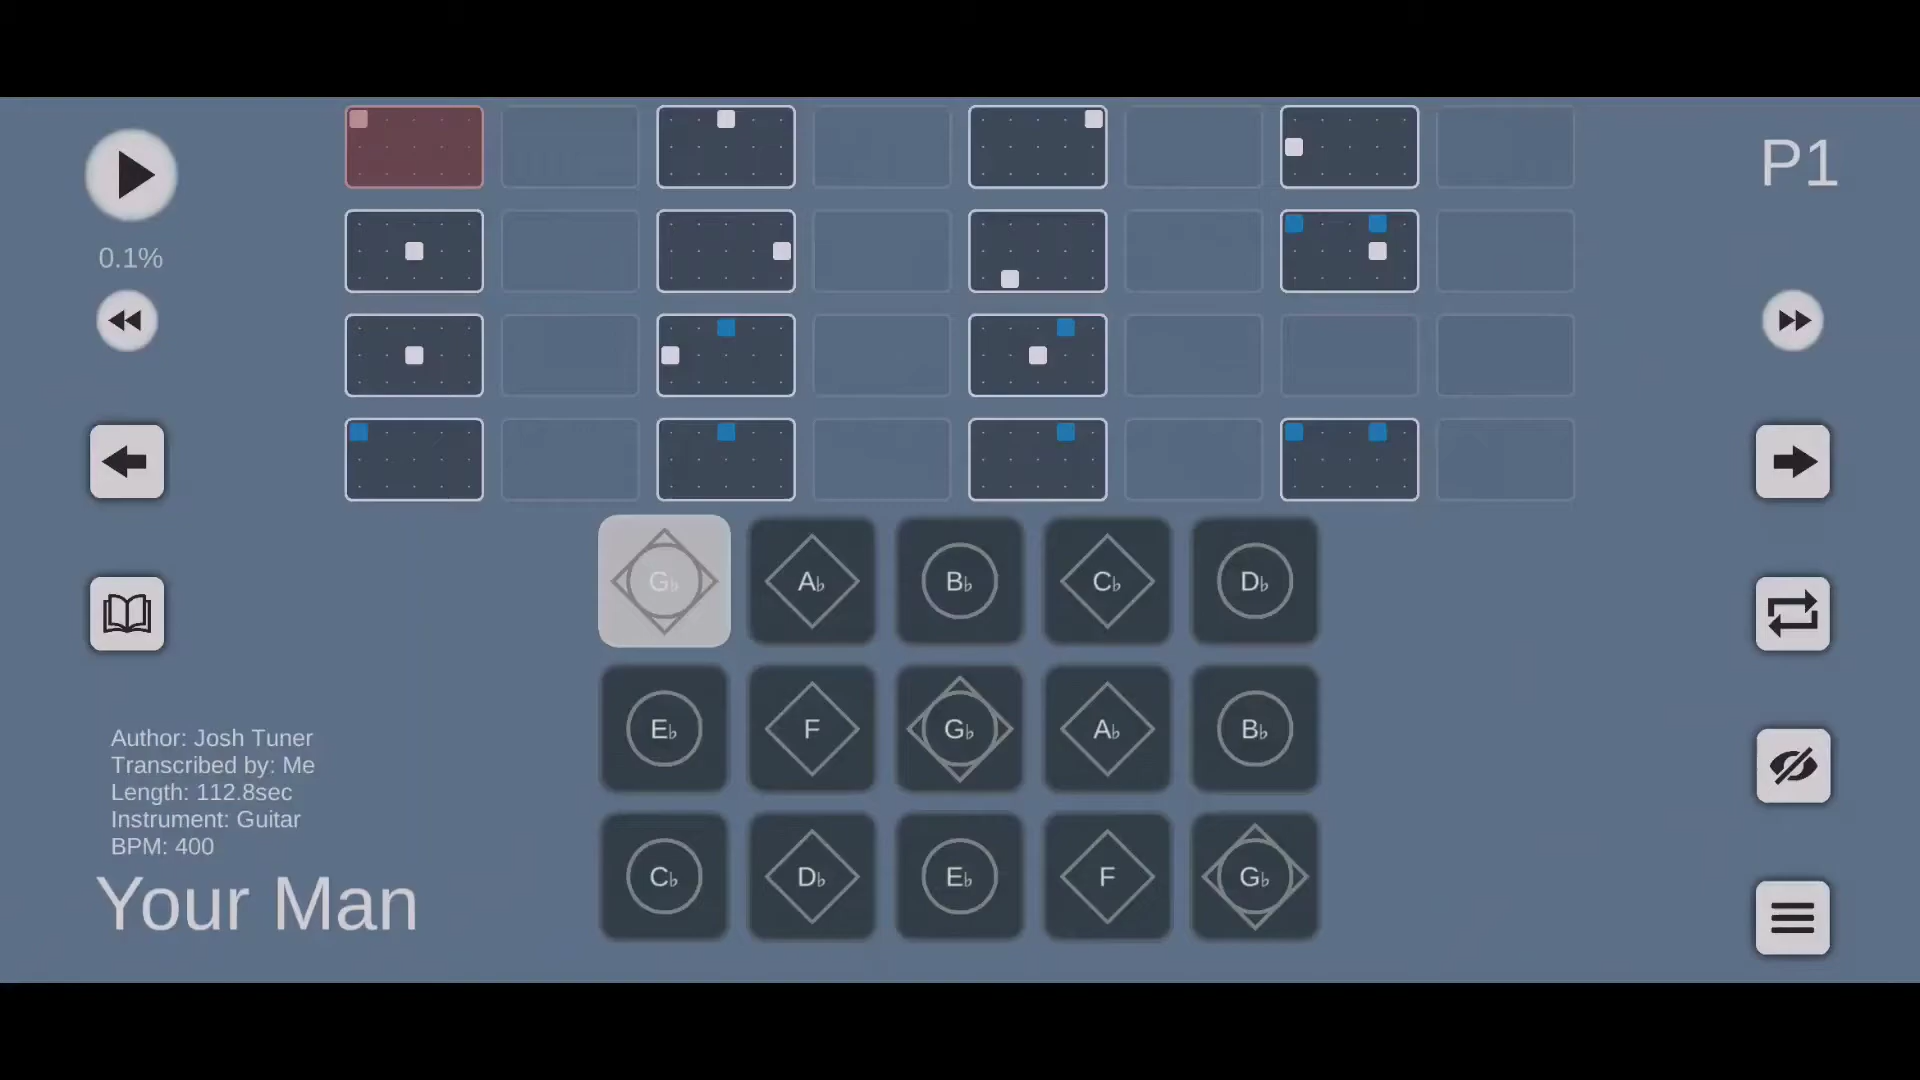 P1
0.1%
G♭ A♭ B♭ C♭ D♭
E♭ F G♭ A♭ B♭
C♭ D♭ E♭ F G♭
Author: Josh Tuner
Transcribed by: Me
Length: 112.8sec
Instrument: Guitar
BPM: 400
Your Man